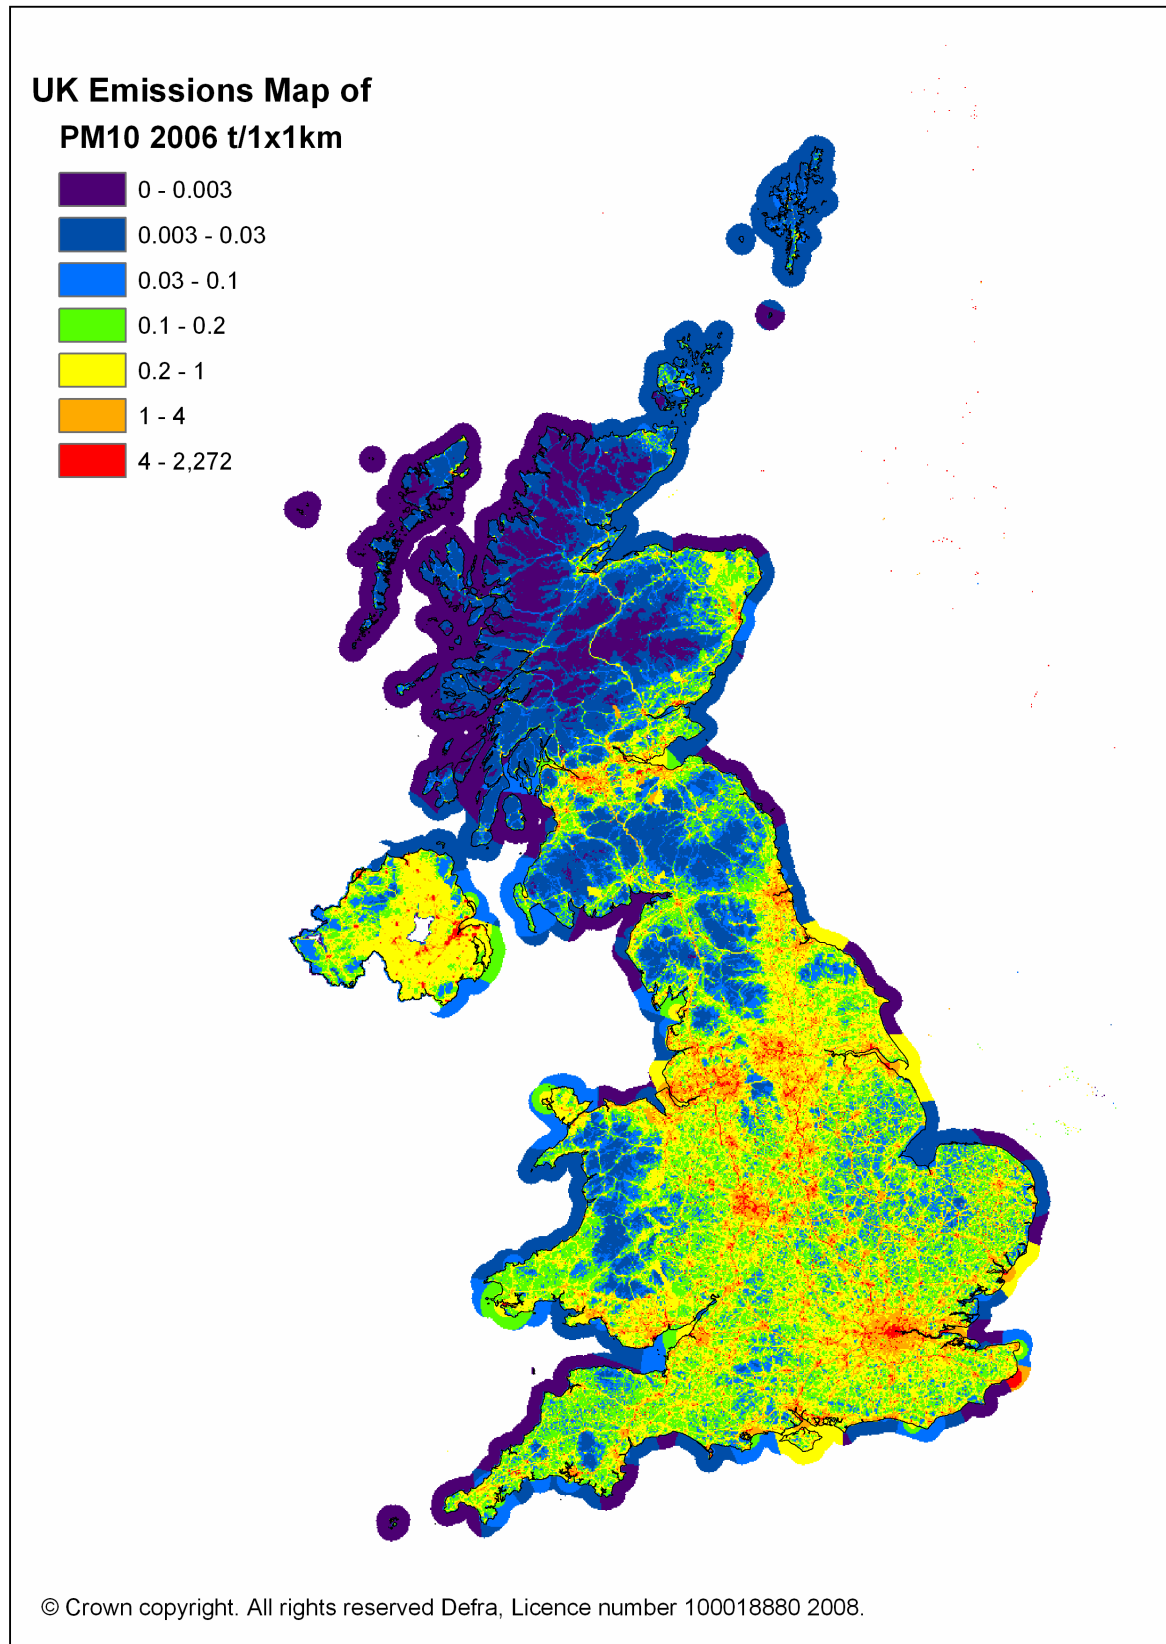 UK Emissions Map of
PM10 2006 t/1x1km
0 - 0.003
0.003 - 0.03
0.03 - 0.1
0.1 - 0.2
0.2 - 1
1 - 4
4 - 2,272
© Crown copyright. All rights reserved Defra, Licence number 100018880 2008.